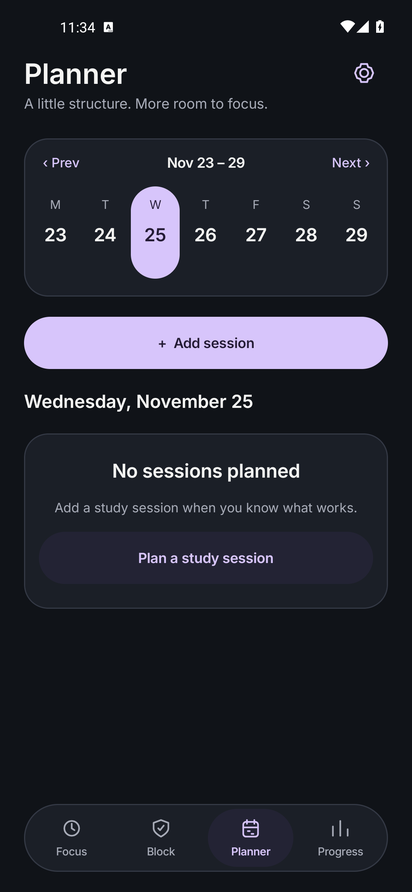 11:34
Planner
A little structure. More room to focus.
‹ Prev Nov 23 – 29 Next ›
M T W T F S S
23 24 25 26 27 28 29
+ Add session
Wednesday, November 25
No sessions planned
Add a study session when you know what works.
Plan a study session
Focus Block Planner Progress